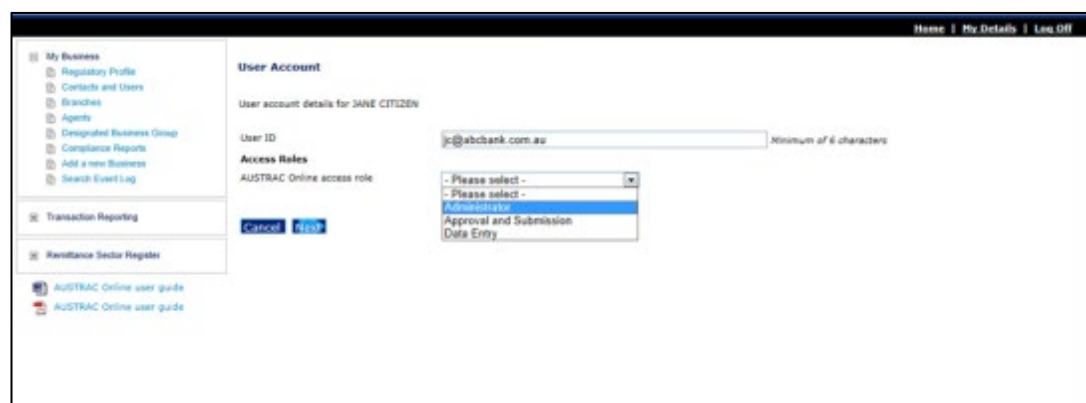 Home | My Details | Log Off
My Business
Regulatory Profile
Contacts and Users
Branches
Agents
Designated Business Group
Compliance Reports
Add a new Business
Search Event Log
Transaction Reporting
Remittance Sector Register
AUSTRAC Online user guide
AUSTRAC Online user guide
User Account
User account details for JANE CITIZEN
User ID jc@abcbank.com.au Minimum of 6 characters
Access Roles
AUSTRAC Online access role - Please select -
- Please select -
Administrator
Approval and Submission
Data Entry
Cancel Next